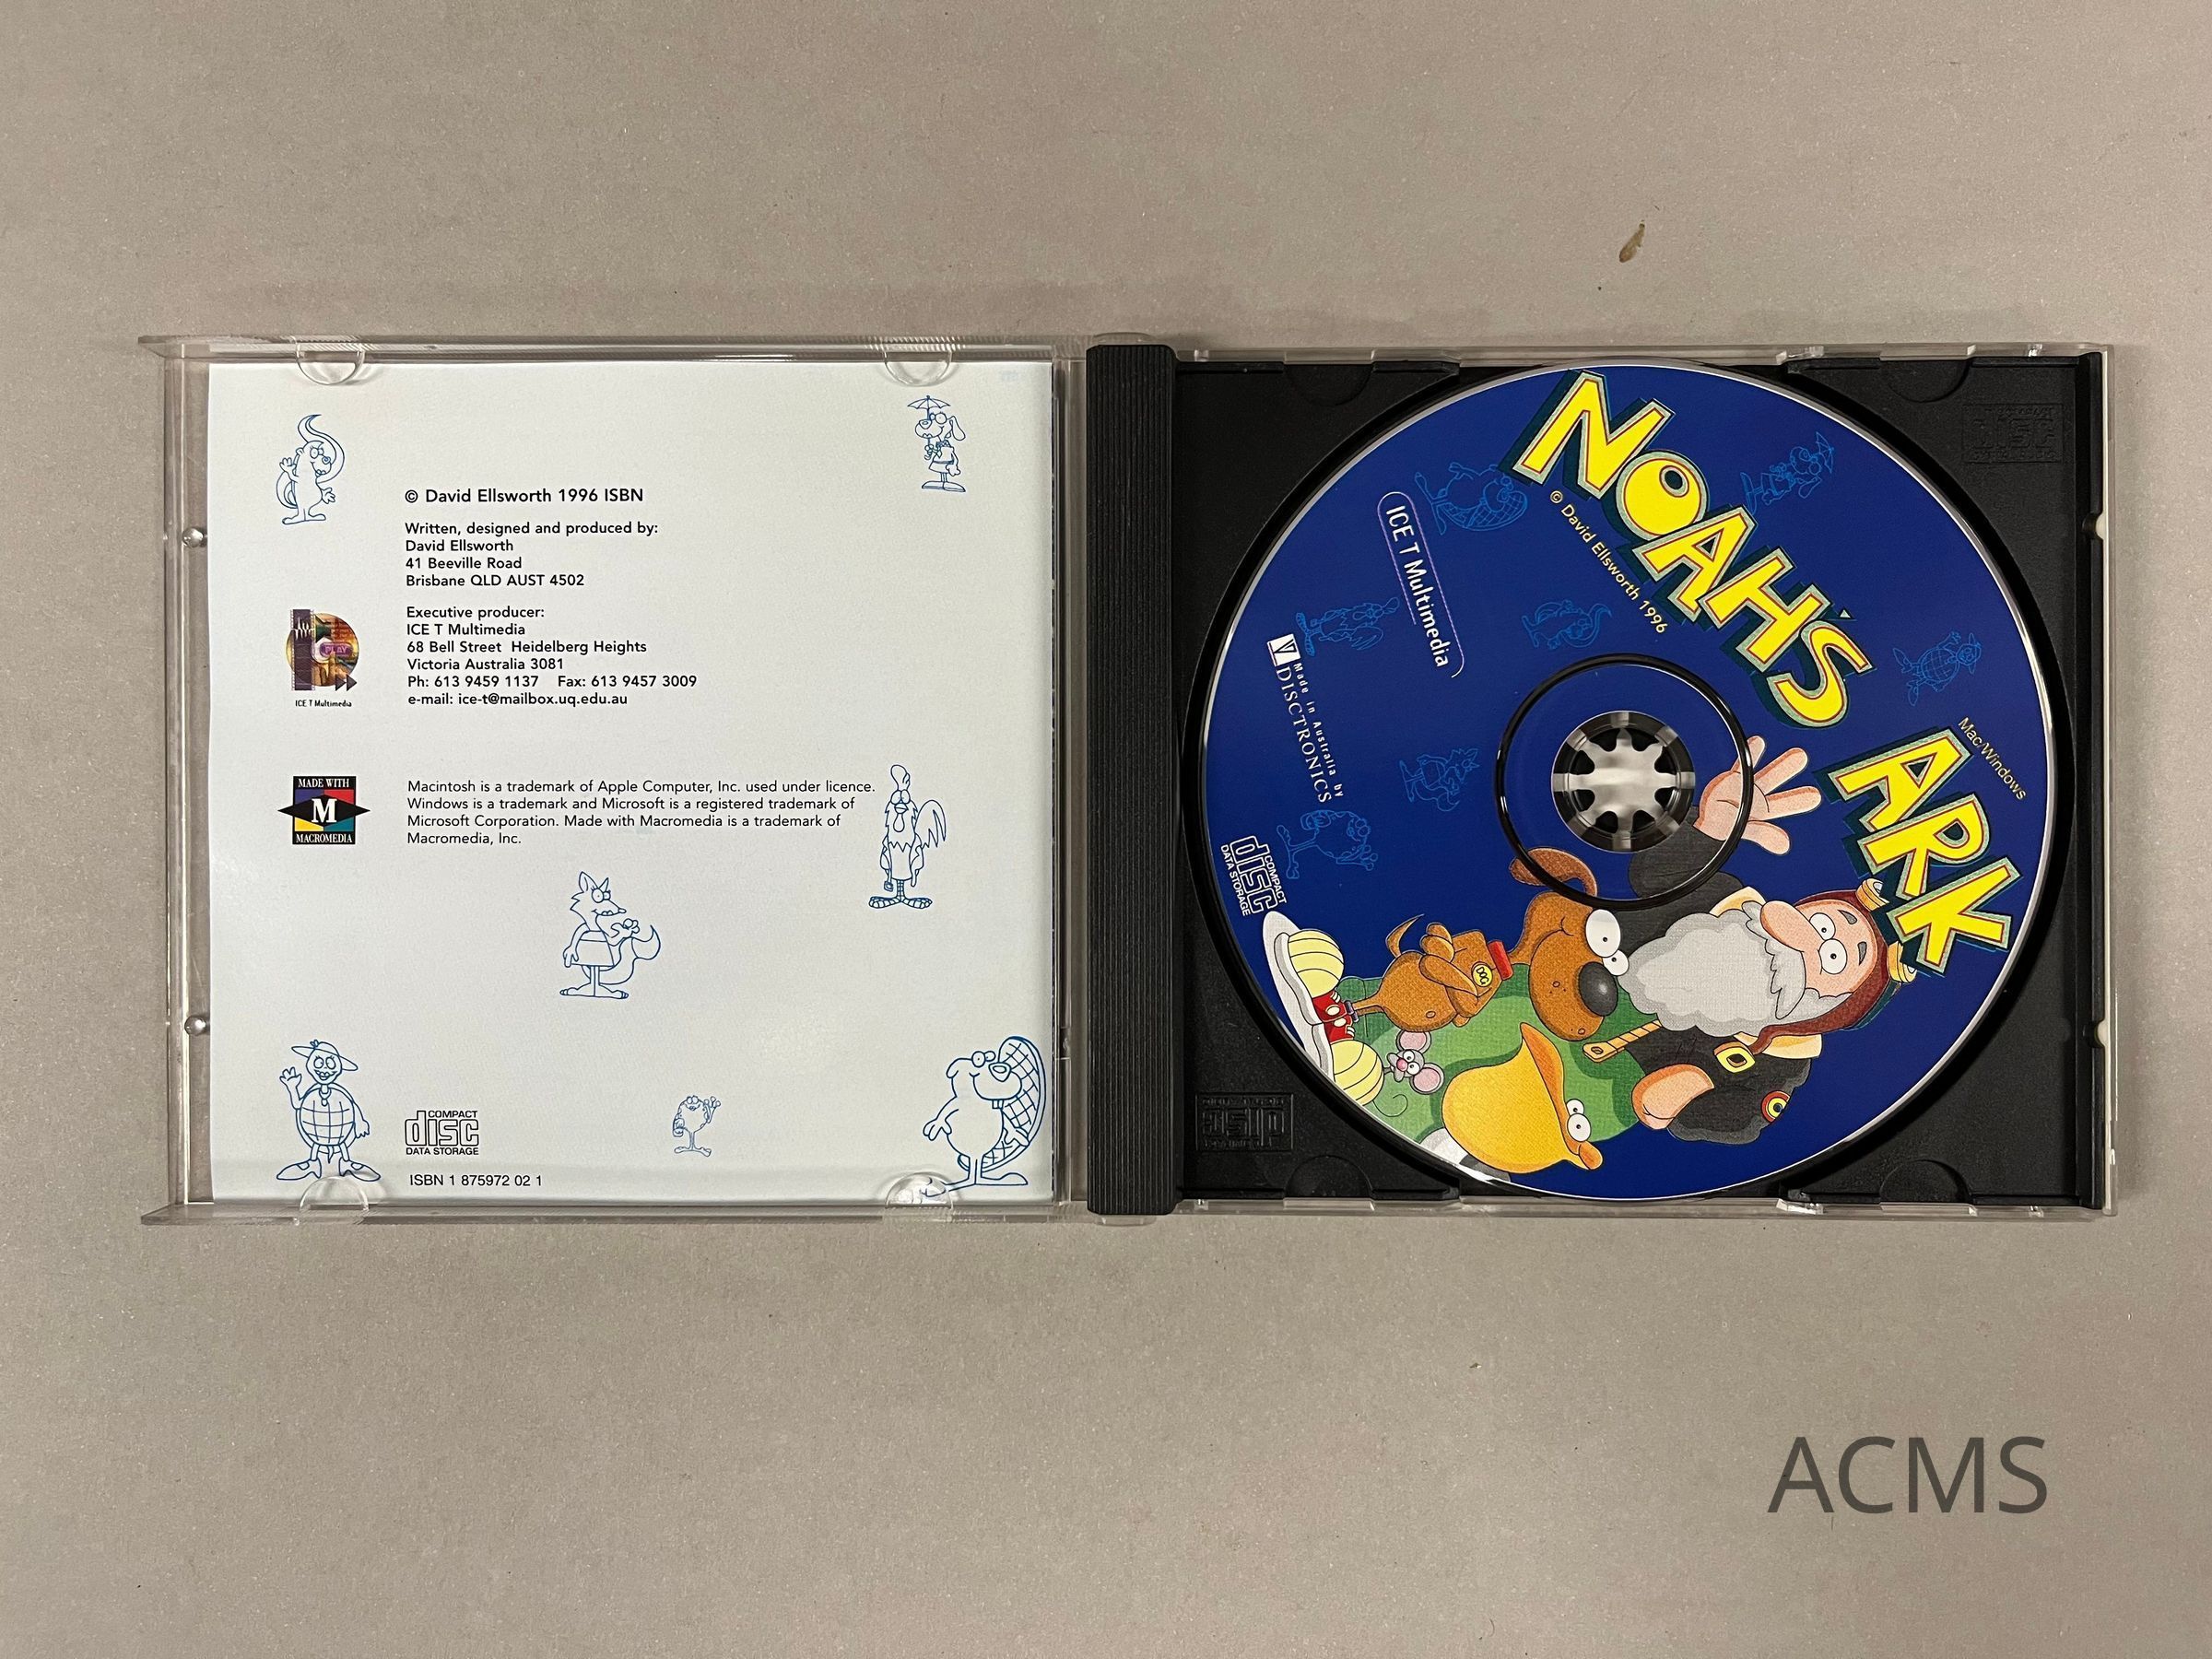 © David Ellsworth 1996 ISBN
Written, designed and produced by:
David Ellsworth
41 Beeville Road
Brisbane QLD AUST 4502
Executive producer:
ICE T Multimedia
68 Bell Street Heidelberg Heights
Victoria Australia 3081
Ph: 613 9459 1137 Fax: 613 9457 3009
e-mail: ice-t@mailbox.uq.edu.au
PLAY
ICE T Multimedia
MADE WITH
M
MACROMEDIA
Macintosh is a trademark of Apple Computer, Inc. used under licence.
Windows is a trademark and Microsoft is a registered trademark of
Microsoft Corporation. Made with Macromedia is a trademark of
Macromedia, Inc.
COMPACT
disc
DATA STORAGE
ISBN 1 875972 02 1
NOAH'S ARK
© David Ellsworth 1996
Mac/Windows
ICE T Multimedia
Made in Australia by
DISCTRONICS
COMPACT
disc
DATA STORAGE
DOG
ACMS